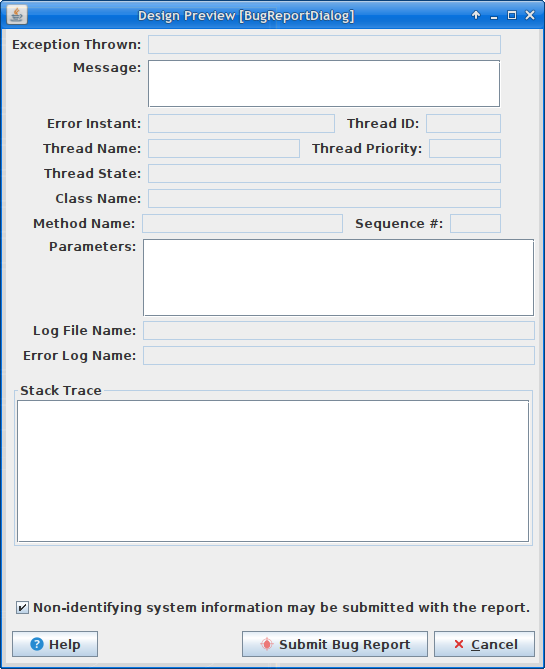 Design Preview [BugReportDialog]
Exception Thrown:
Message:
Error Instant: Thread ID:
Thread Name: Thread Priority:
Thread State:
Class Name:
Method Name: Sequence #:
Parameters:
Log File Name:
Error Log Name:
Stack Trace
Non-identifying system information may be submitted with the report.
Help Submit Bug Report Cancel